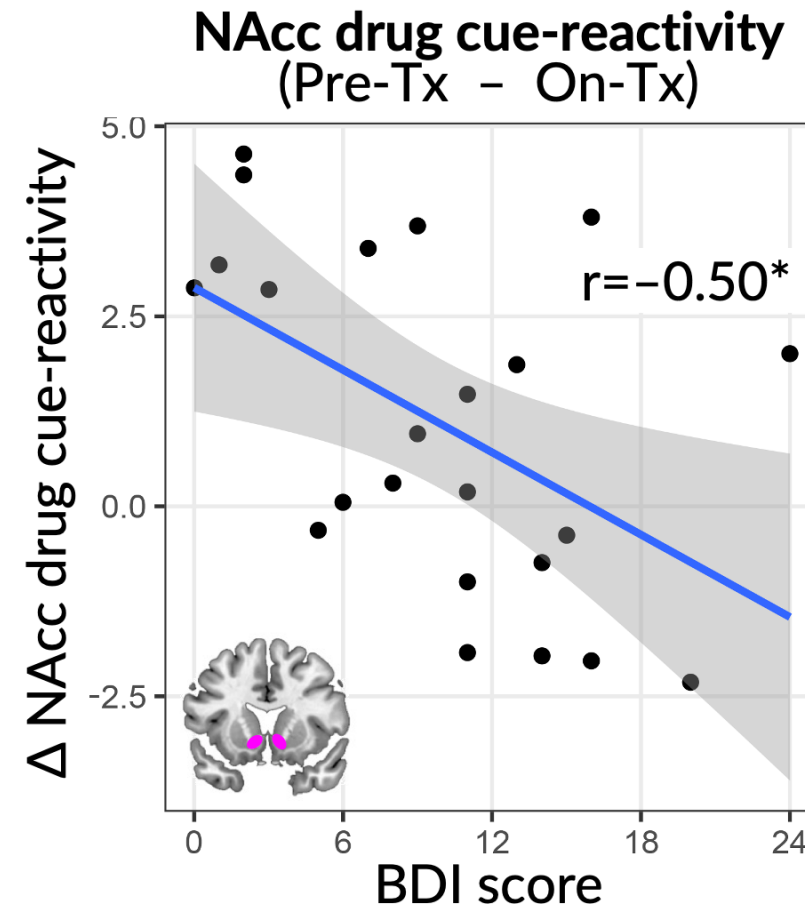 NAcc drug cue-reactivity
(Pre-Tx – On-Tx)
Δ NAcc drug cue-reactivity
5.0
2.5
0.0
-2.5
r=–0.50*
0 6 12 18 24
BDI score